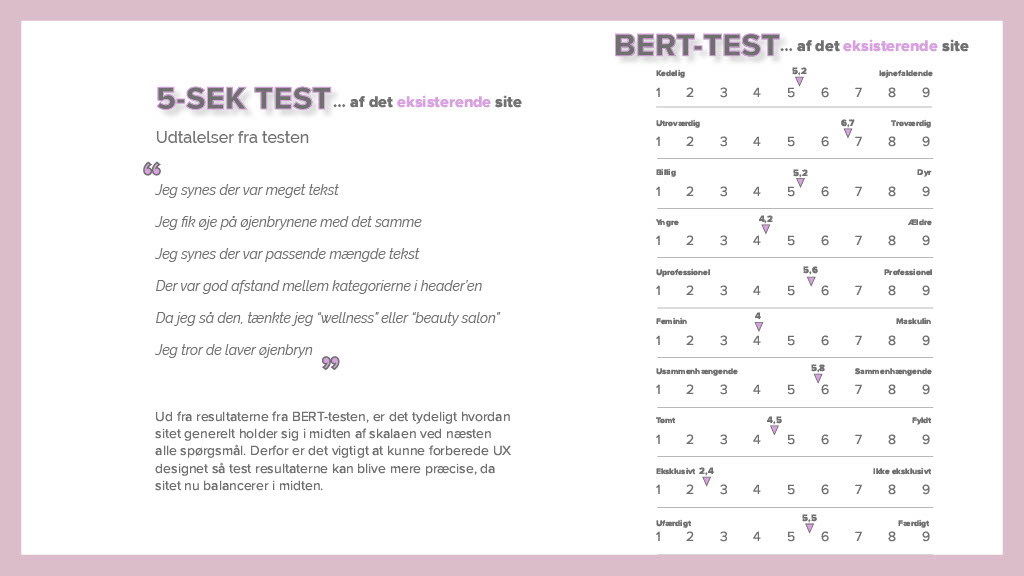 5-SEK TEST... af det eksisterende site
Udtalelser fra testen
“
Jeg synes der var meget tekst
Jeg fik øje på øjenbrynene med det samme
Jeg synes der var passende mængde tekst
Der var god afstand mellem kategorierne i header’en
Da jeg så den, tænkte jeg “wellness” eller “beauty salon”
Jeg tror de laver øjenbryn
”
Ud fra resultaterne fra BERT-testen, er det tydeligt hvordan
sitet generelt holder sig i midten af skalaen ved næsten
alle spørgsmål. Derfor er det vigtigt at kunne forberede UX
designet så test resultaterne kan blive mere præcise, da
sitet nu balancerer i midten.
BERT-TEST... af det eksisterende site
Kedelig 5,2 Iøjnefaldende
1 2 3 4 5 6 7 8 9
Utroværdig 6,7 Troværdig
1 2 3 4 5 6 7 8 9
Billig 5,2 Dyr
1 2 3 4 5 6 7 8 9
Yngre 4,2 Ældre
1 2 3 4 5 6 7 8 9
Uprofessionel 5,6 Professionel
1 2 3 4 5 6 7 8 9
Feminin 4 Maskulin
1 2 3 4 5 6 7 8 9
Usammenhængende 5,8 Sammenhængende
1 2 3 4 5 6 7 8 9
Tomt 4,5 Fyldt
1 2 3 4 5 6 7 8 9
Eksklusivt 2,4 Ikke eksklusivt
1 2 3 4 5 6 7 8 9
Ufærdigt 5,5 Færdigt
1 2 3 4 5 6 7 8 9